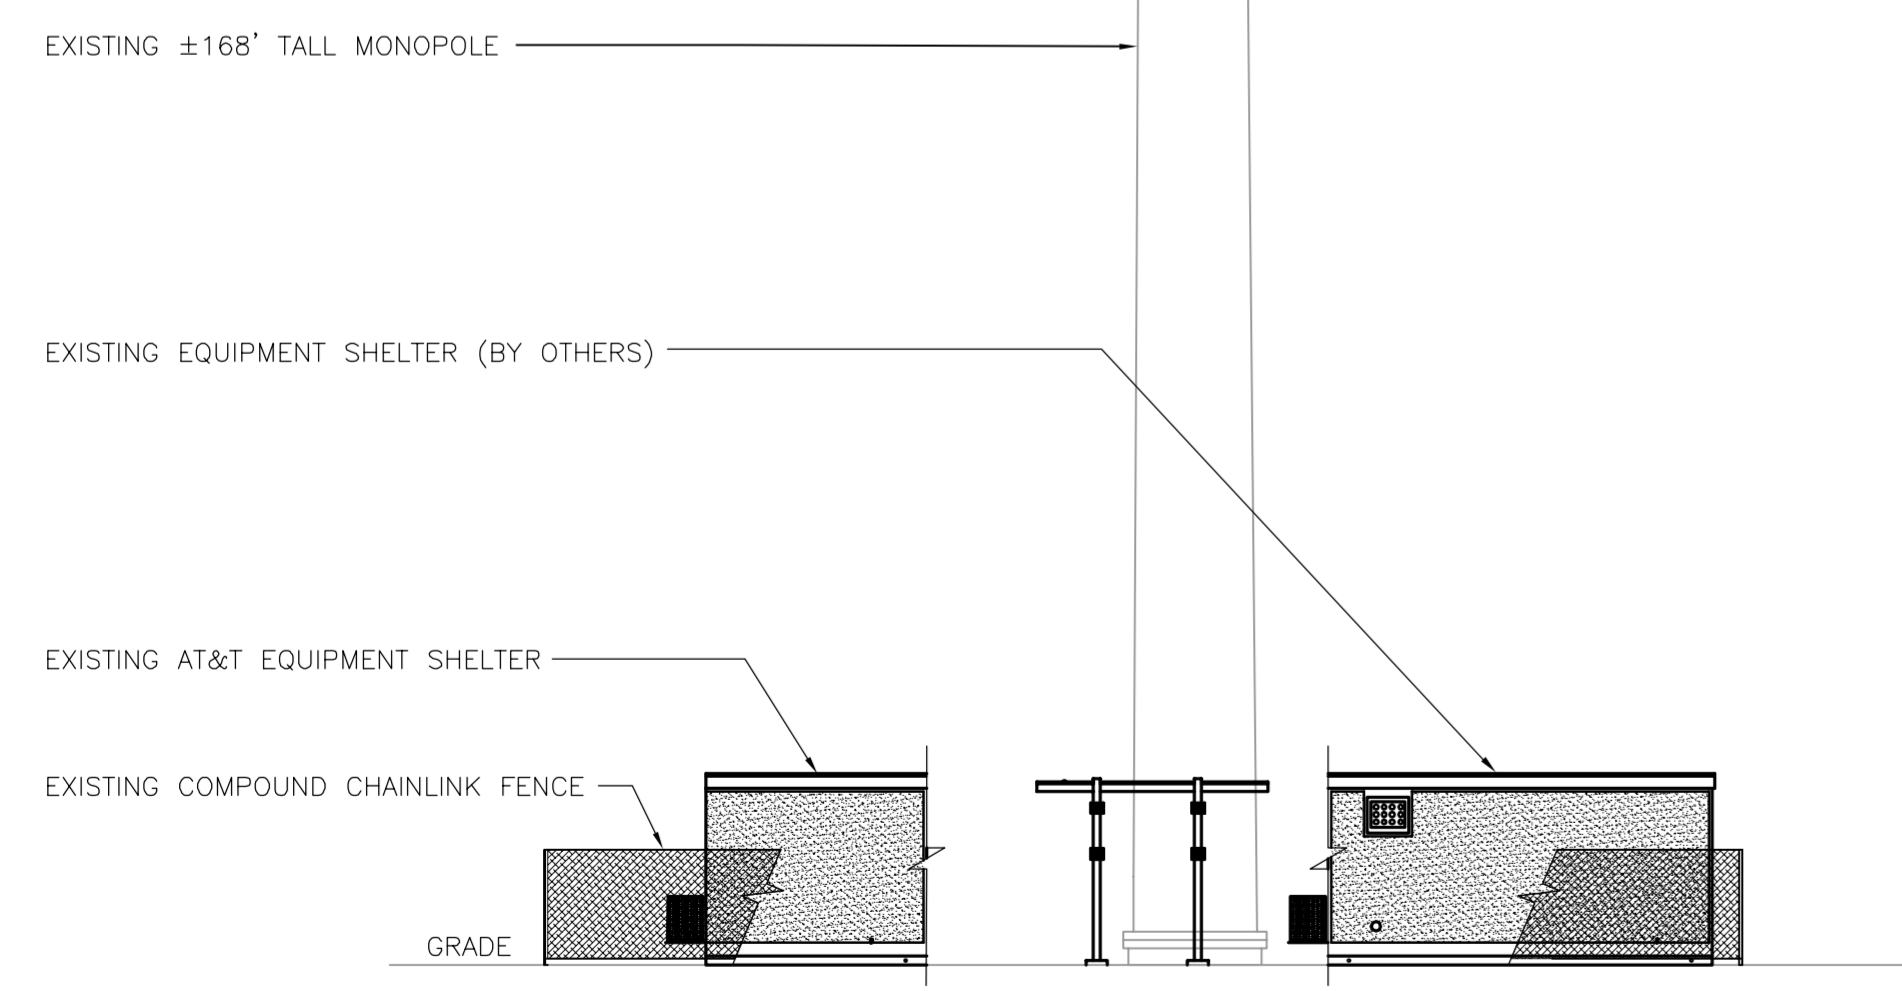 EXISTING ±168' TALL MONOPOLE
EXISTING EQUIPMENT SHELTER (BY OTHERS)
EXISTING AT&T EQUIPMENT SHELTER
EXISTING COMPOUND CHAINLINK FENCE
GRADE